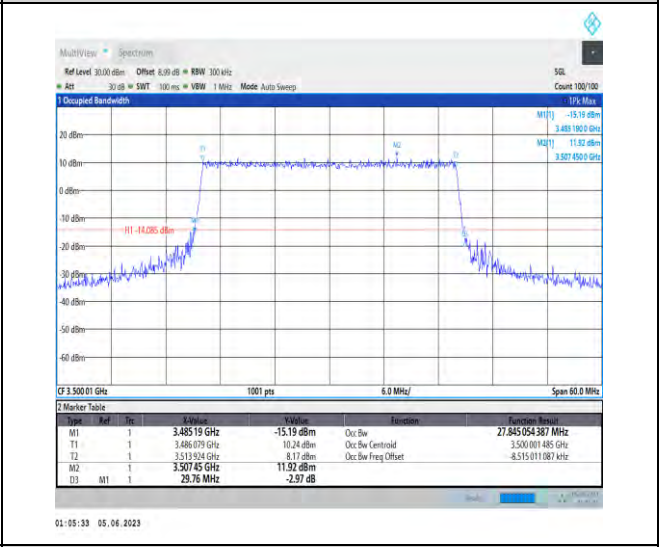 MultiView Spectrum
Ref Level 30.00 dBm Offset 8.99 dB RBW 300 kHz SGL
Att 30 dB SWT 100 ms VBW 1 MHz Mode Auto Sweep Count 100/100
1 Occupied Bandwidth 1Pk Max
M1[1] -15.19 dBm
3.485 190 0 GHz
20 dBm M2[1] 11.92 dBm
3.507 450 0 GHz
T1 M2 T2
10 dBm
0 dBm
-10 dBm
M1
H1 -14.085 dBm
-20 dBm
-30 dBm
-40 dBm
-50 dBm
-60 dBm
CF 3.500 01 GHz 1001 pts 6.0 MHz/ Span 60.0 MHz
2 Marker Table
Type Ref Trc X-Value Y-Value Function Function Result
M1 1 3.485 19 GHz -15.19 dBm Occ Bw 27.845 054 387 MHz
T1 1 3.486 079 GHz 10.24 dBm Occ Bw Centroid 3.500 001 485 GHz
T2 1 3.513 924 GHz 8.17 dBm Occ Bw Freq Offset -8.515 011 087 kHz
M2 1 3.507 45 GHz 11.92 dBm
D3 M1 1 29.76 MHz -2.97 dB
01:05:33 05.06.2023